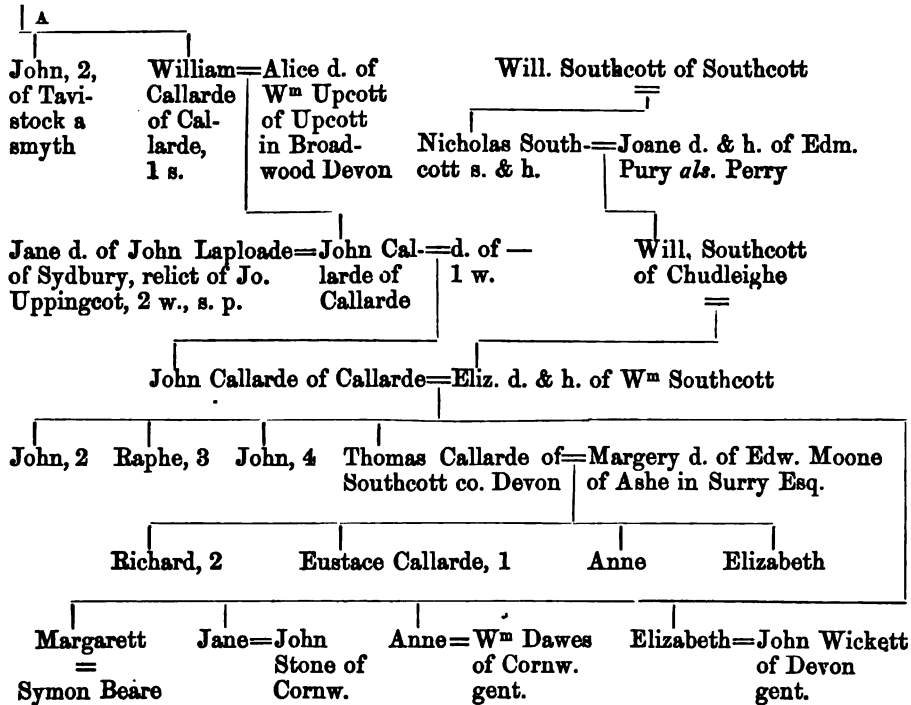 A
John, 2,
of Tavi-
stock a
smyth
William=Alice d. of
Callarde Wᵐ Upcott
of Cal- of Upcott
larde, in Broad-
1 s. wood Devon
Will. Southcott of Southcott
=
Nicholas South-=Joane d. & h. of Edm.
cott s. & h. Pury als. Perry
Jane d. of John Laploade=John Cal-=d. of —
of Sydbury, relict of Jo. larde of 1 w.
Uppingcot, 2 w., s. p. Callarde
Will. Southcott
of Chudleighe
=
John Callarde of Callarde=Eliz. d. & h. of Wᵐ Southcott
John, 2 Raphe, 3 John, 4 Thomas Callarde of=Margery d. of Edw. Moone
Southcott co. Devon of Ashe in Surry Esq.
Richard, 2 Eustace Callarde, 1 Anne Elizabeth
Margarett
=
Symon Beare
Jane=John
Stone of
Cornw.
Anne=Wᵐ Dawes
of Cornw.
gent.
Elizabeth=John Wickett
of Devon
gent.